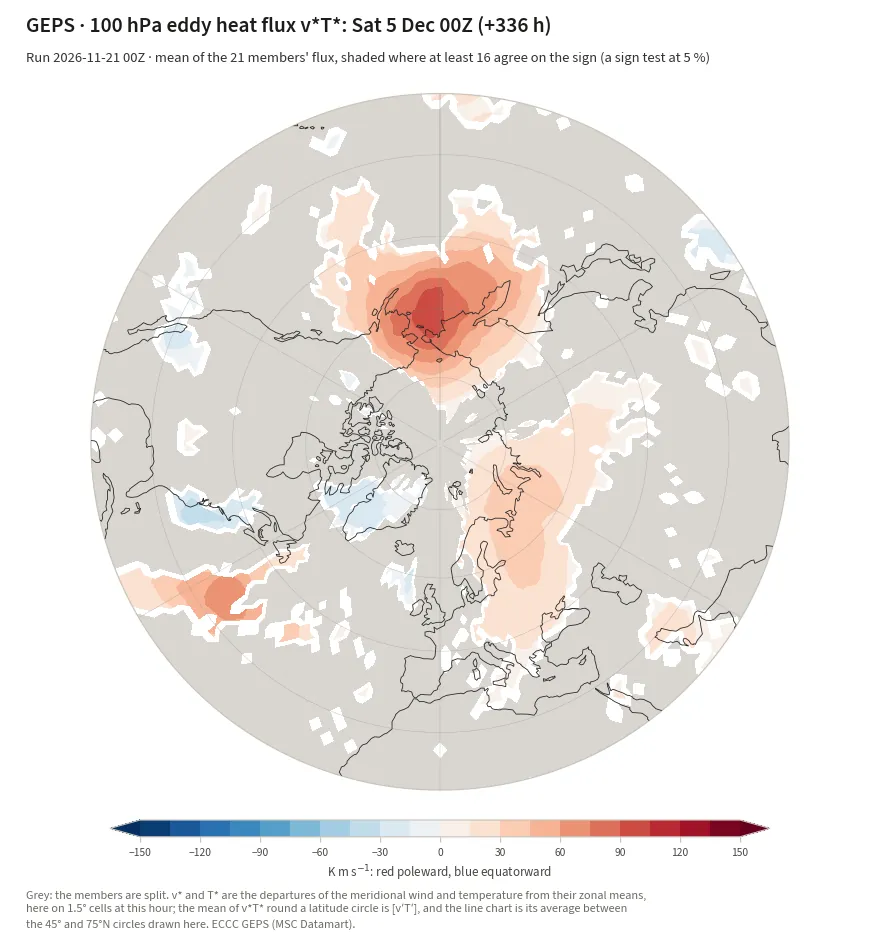 GEPS · 100 hPa eddy heat flux v*T*: Sat 5 Dec 00Z (+336 h)
Run 2026-11-21 00Z · mean of the 21 members' flux, shaded where at least 16 agree on the sign (a sign test at 5 %)
−150 −120 −90 −60 −30 0 30 60 90 120 150
K m s⁻¹: red poleward, blue equatorward
Grey: the members are split. v* and T* are the departures of the meridional wind and temperature from their zonal means,
here on 1.5° cells at this hour; the mean of v*T* round a latitude circle is [v′T′], and the line chart is its average between
the 45° and 75°N circles drawn here. ECCC GEPS (MSC Datamart).